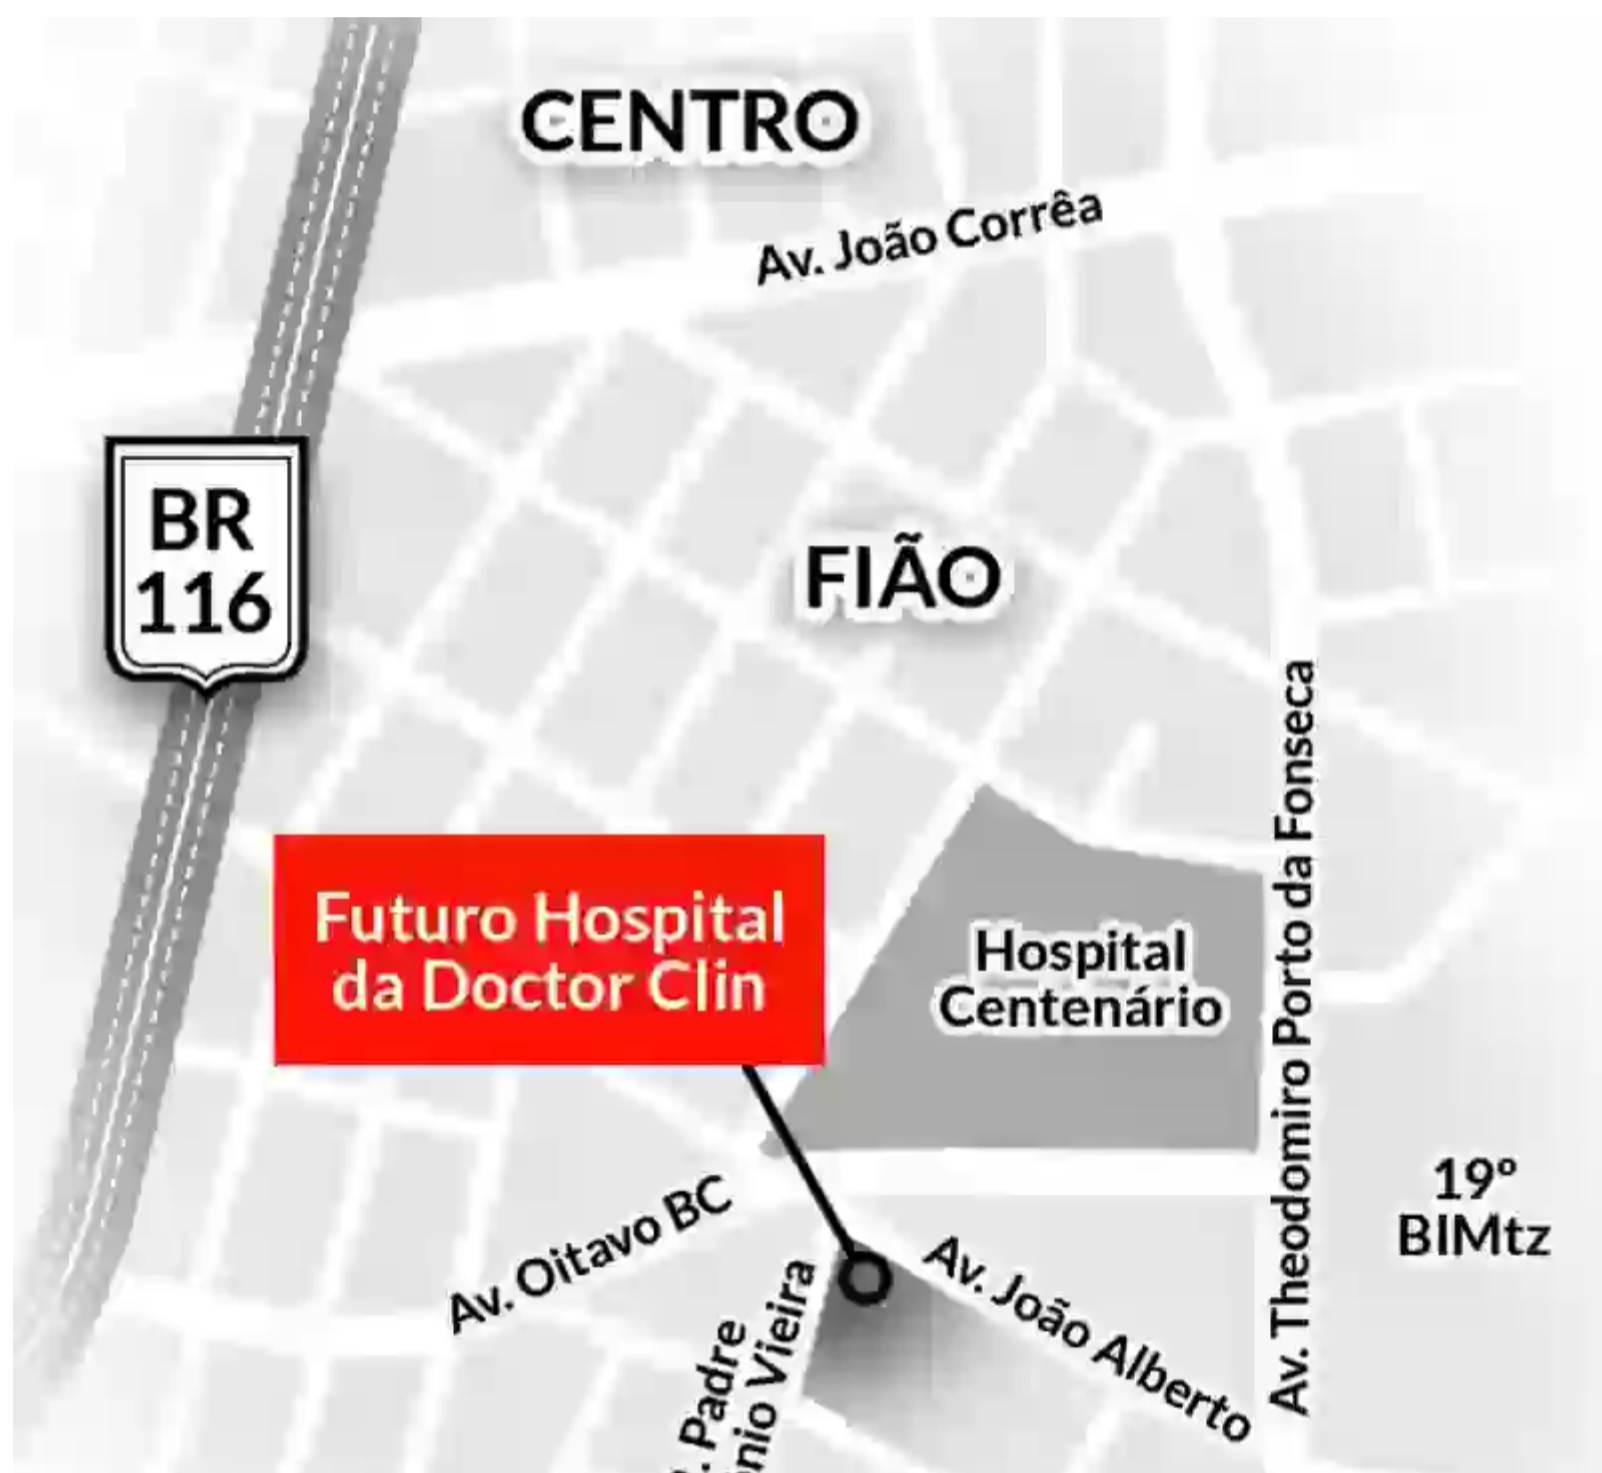 CENTRO
Av. João Corrêa
BR
116
FIÃO
Futuro Hospital
da Doctor Clin
Hospital
Centenário
Av. Theodomiro Porto da Fonseca
19º
BIMtz
Av. Oitavo BC
Av. João Alberto
Padre
Vieira